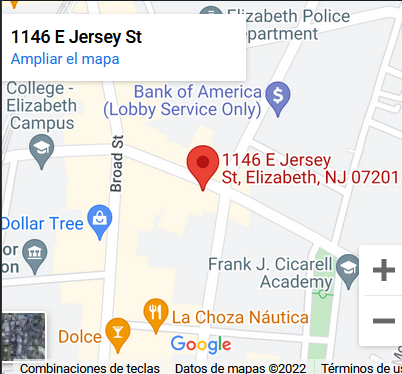 Elizabeth Police
Department
1146 E Jersey St
Ampliar el mapa
College -
Elizabeth
Campus
Bank of America
(Lobby Service Only)
Broad St
1146 E Jersey
St, Elizabeth, NJ 07201
Dollar Tree
Frank J. Cicarell
Academy
La Choza Náutica
Dolce
Google
Combinaciones de teclas
Datos de mapas ©2022
Términos de